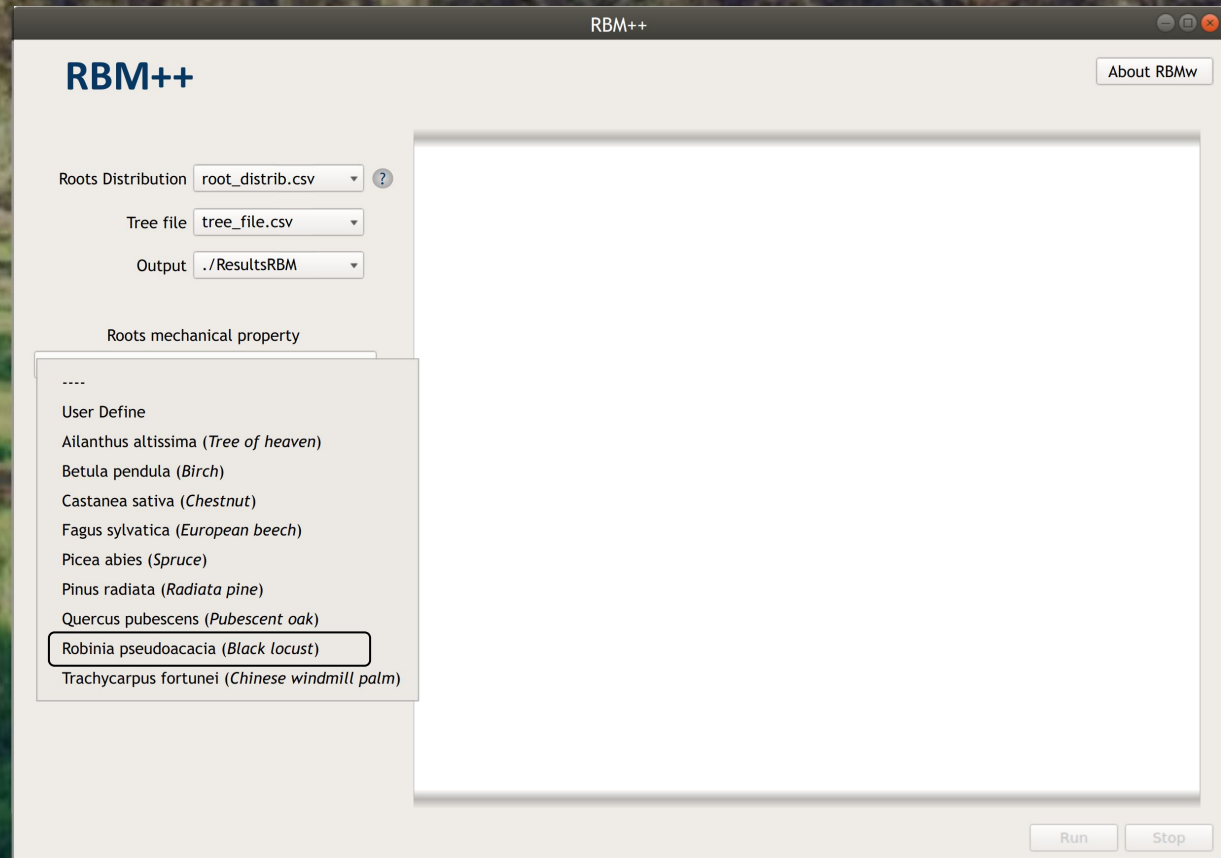 RBM++
RBM++
About RBMw
Roots Distribution root_distrib.csv ?
Tree file tree_file.csv
Output ./ResultsRBM
Roots mechanical property
----
User Define
Ailanthus altissima (Tree of heaven)
Betula pendula (Birch)
Castanea sativa (Chestnut)
Fagus sylvatica (European beech)
Picea abies (Spruce)
Pinus radiata (Radiata pine)
Quercus pubescens (Pubescent oak)
Robinia pseudoacacia (Black locust)
Trachycarpus fortunei (Chinese windmill palm)
Run Stop